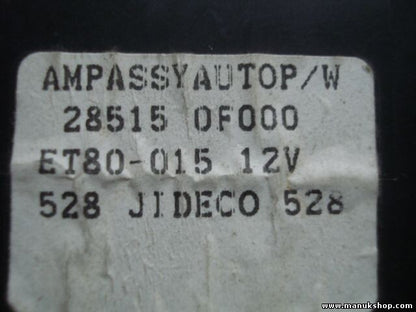 AMPASSYAUTOP/W
28515 0F000
ET80-015 12V
528 JIDECO 528
www.manukshop.com